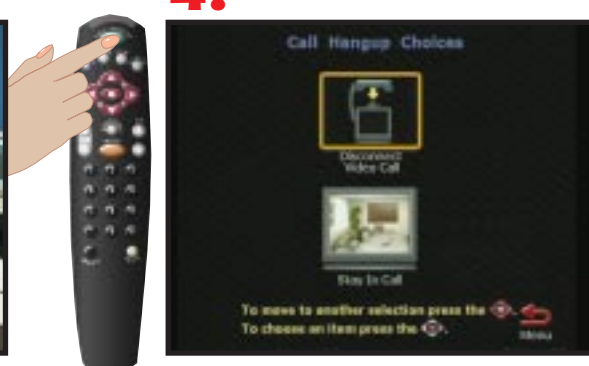 4.
Call Hangup Choices
Disconnect
Video Call
Stay In Call
To move to another selection press the
To choose an item press the
Menu